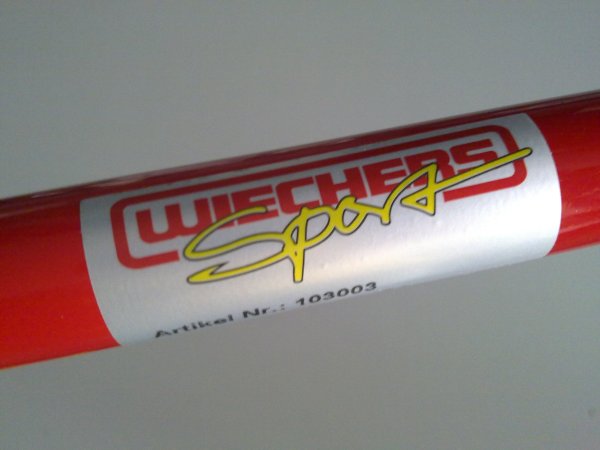 WIECHERS
Sport
Artikel Nr.: 103003